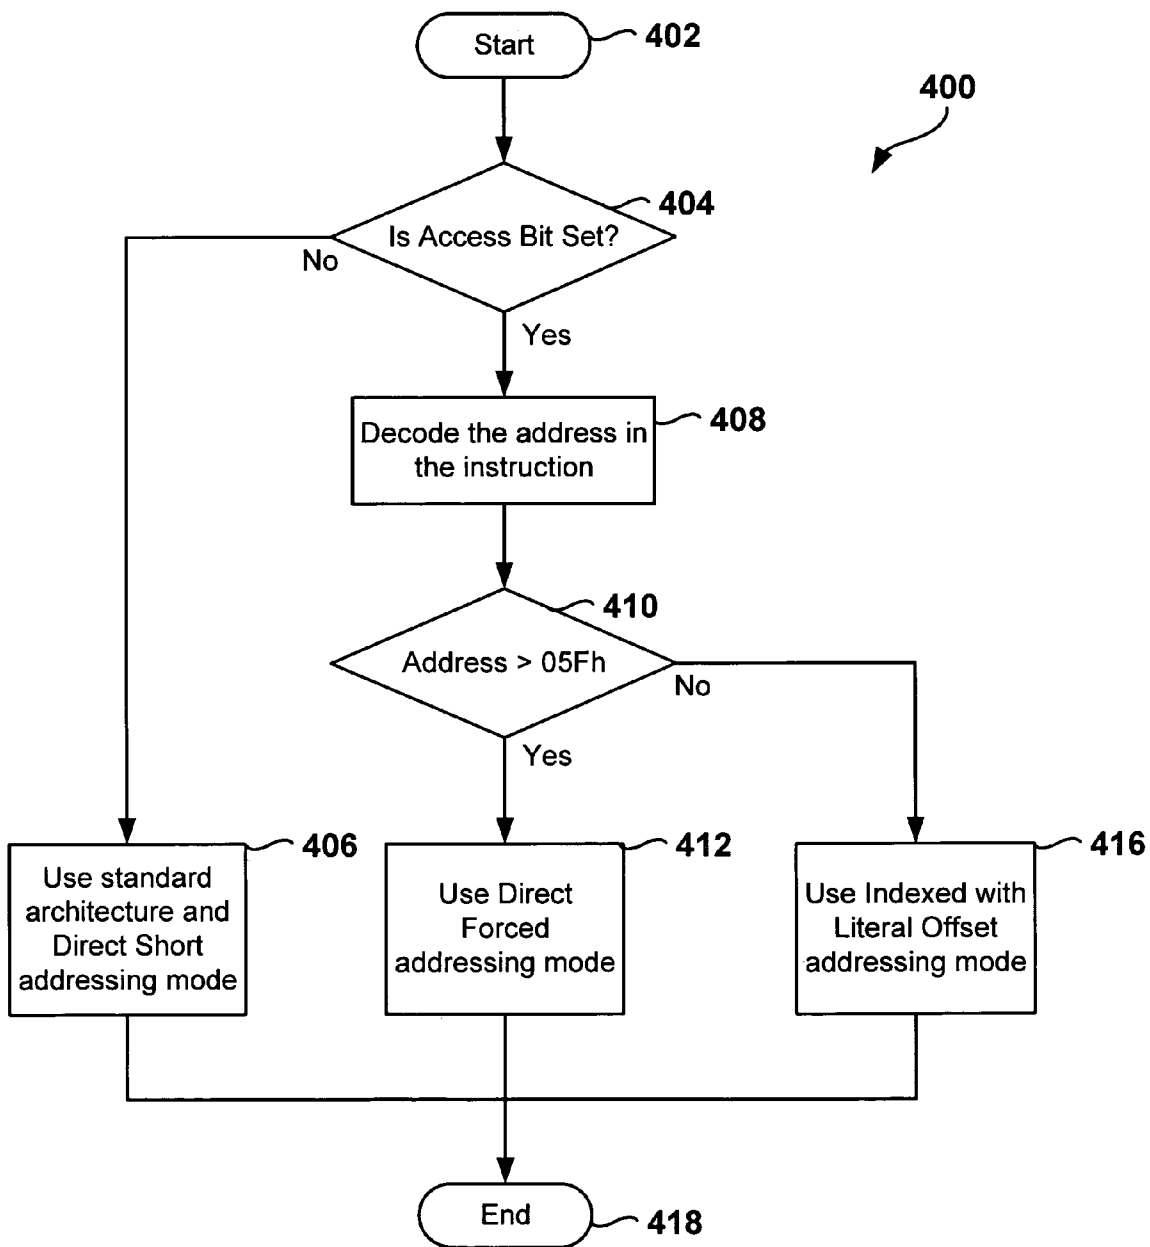 Start
402
400
404
Is Access Bit Set?
No
Yes
408
Decode the address in
the instruction
410
Address > 05Fh
No
Yes
406
Use standard
architecture and
Direct Short
addressing mode
412
Use Direct
Forced
addressing mode
416
Use Indexed with
Literal Offset
addressing mode
End
418